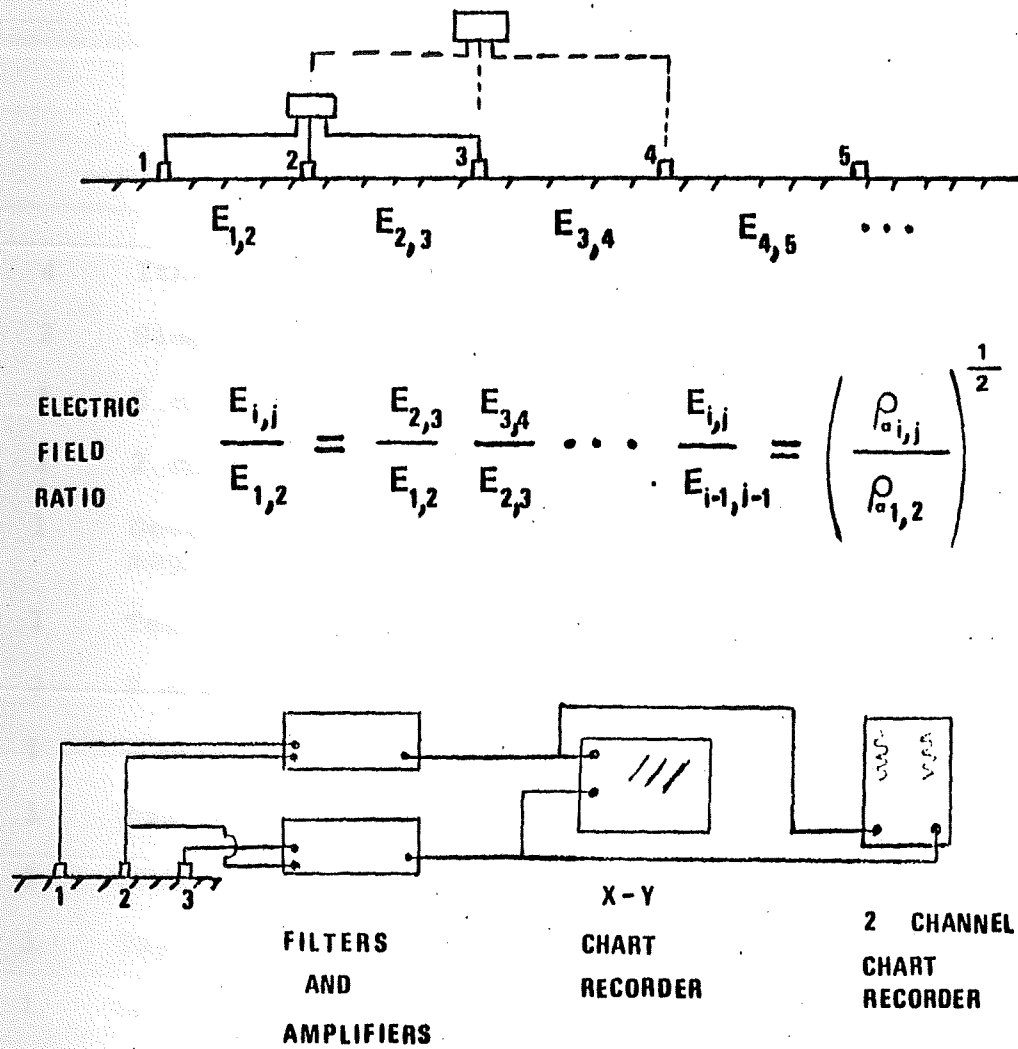 1 2 3 4 5
E1,2 E2,3 E3,4 E4,5 ...
ELECTRIC
FIELD
RATIO
Ei,j / E1,2 = E2,3 / E1,2 E3,4 / E2,3 ... Ei,j / Ei-1,j-1 = (ρai,j / ρa1,2)^1/2
1 2 3
FILTERS
AND
AMPLIFIERS
X-Y
CHART
RECORDER
2 CHANNEL
CHART
RECORDER